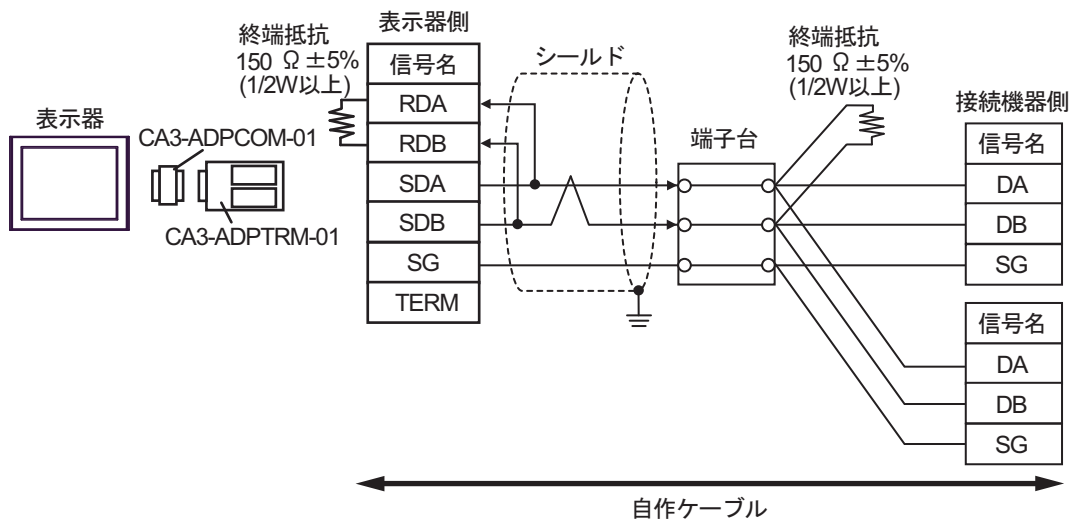 表示器
CA3-ADPCOM-01
CA3-ADPTRM-01
終端抵抗
150 Ω ±5%
(1/2W以上)
表示器側
信号名
RDA
RDB
SDA
SDB
SG
TERM
シールド
端子台
終端抵抗
150 Ω ±5%
(1/2W以上)
接続機器側
信号名
DA
DB
SG
信号名
DA
DB
SG
自作ケーブル